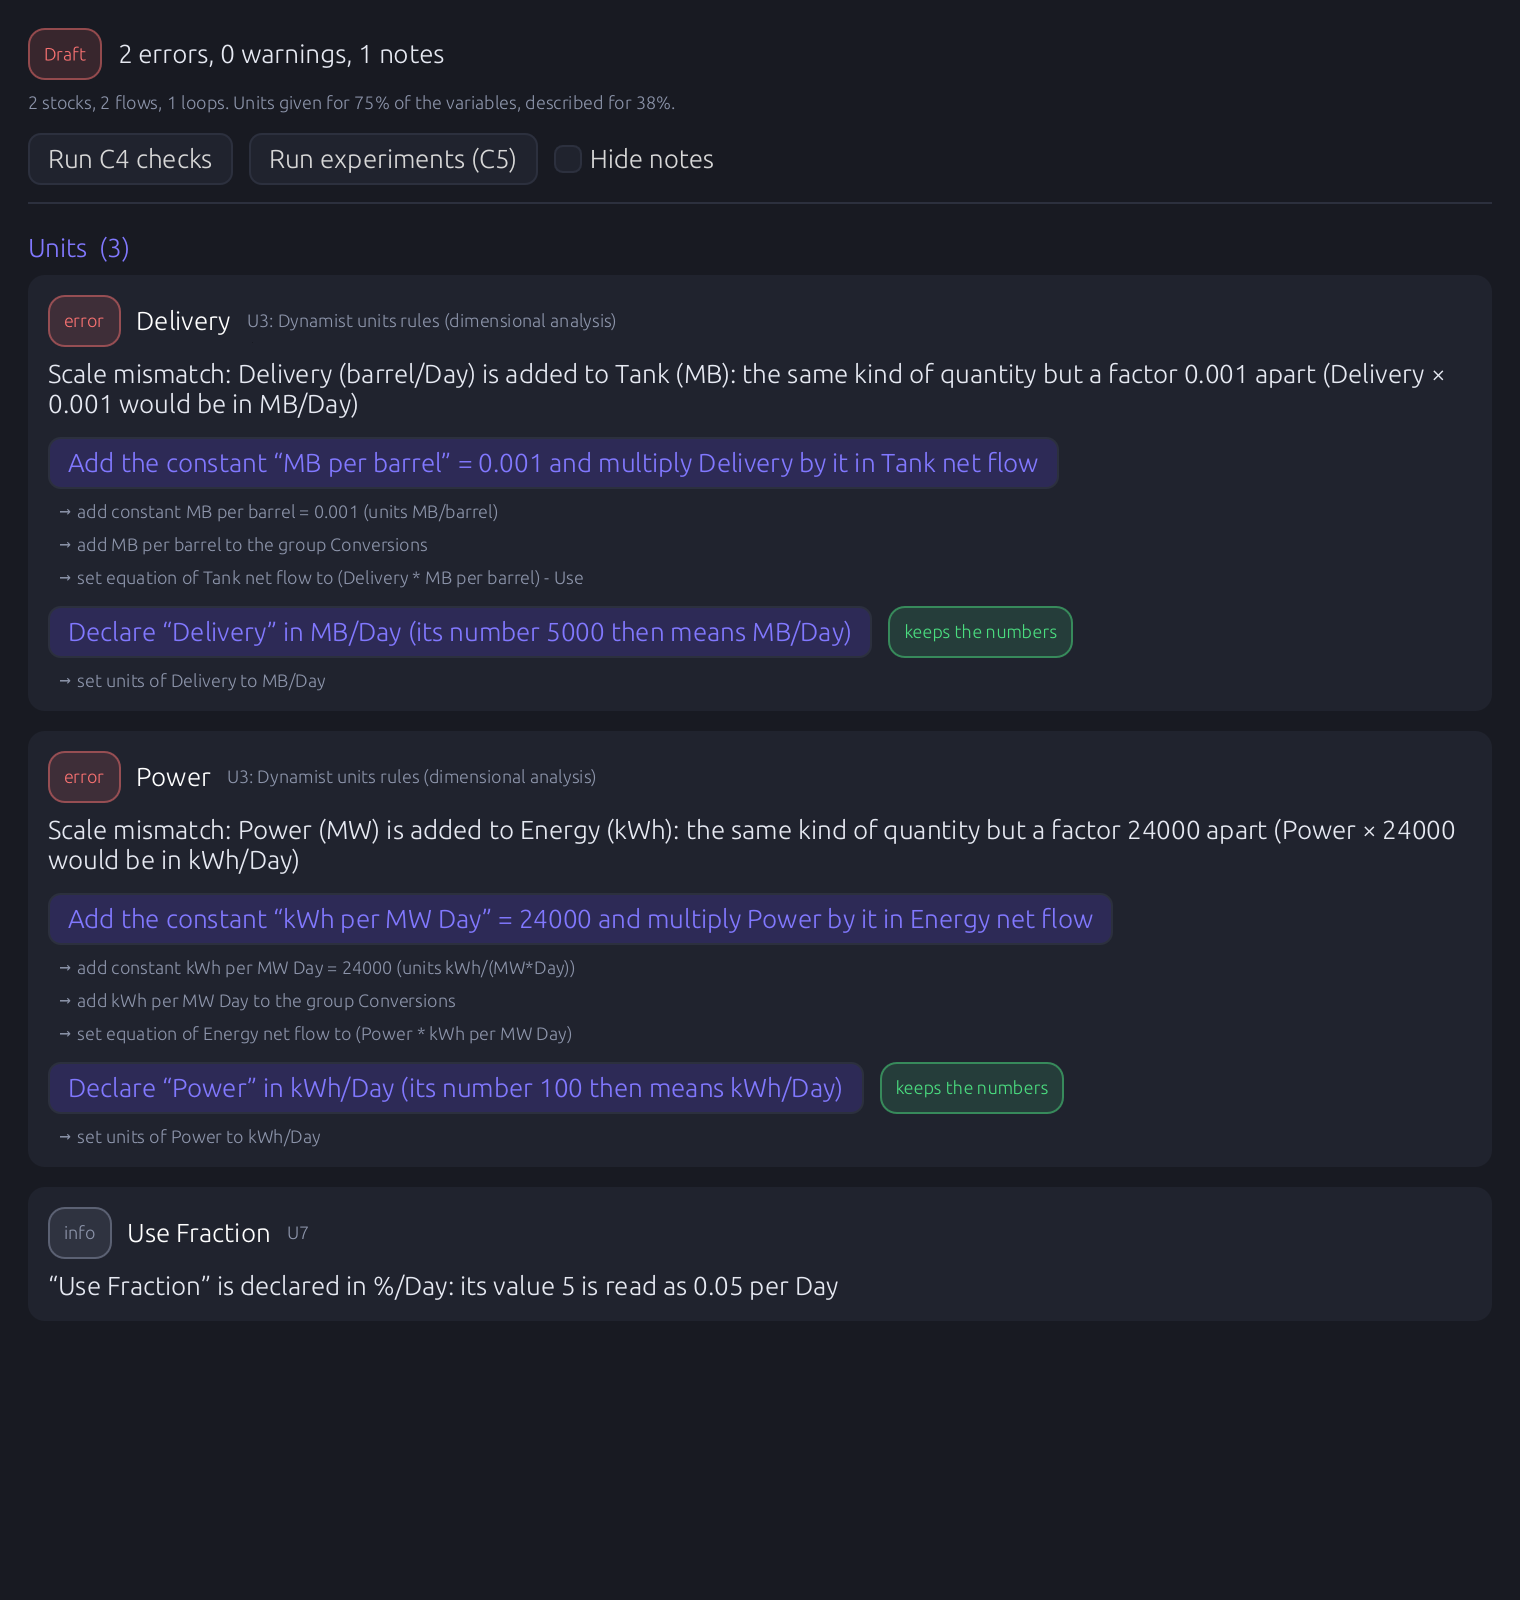 Draft 2 errors, 0 warnings, 1 notes
2 stocks, 2 flows, 1 loops. Units given for 75% of the variables, described for 38%.
Run C4 checks Run experiments (C5) Hide notes
Units (3)
error Delivery U3: Dynamist units rules (dimensional analysis)
Scale mismatch: Delivery (barrel/Day) is added to Tank (MB): the same kind of quantity but a factor 0.001 apart (Delivery ×
0.001 would be in MB/Day)
Add the constant “MB per barrel” = 0.001 and multiply Delivery by it in Tank net flow
→ add constant MB per barrel = 0.001 (units MB/barrel)
→ add MB per barrel to the group Conversions
→ set equation of Tank net flow to (Delivery * MB per barrel) - Use
Declare “Delivery” in MB/Day (its number 5000 then means MB/Day) keeps the numbers
→ set units of Delivery to MB/Day
error Power U3: Dynamist units rules (dimensional analysis)
Scale mismatch: Power (MW) is added to Energy (kWh): the same kind of quantity but a factor 24000 apart (Power × 24000
would be in kWh/Day)
Add the constant “kWh per MW Day” = 24000 and multiply Power by it in Energy net flow
→ add constant kWh per MW Day = 24000 (units kWh/(MW*Day))
→ add kWh per MW Day to the group Conversions
→ set equation of Energy net flow to (Power * kWh per MW Day)
Declare “Power” in kWh/Day (its number 100 then means kWh/Day) keeps the numbers
→ set units of Power to kWh/Day
info Use Fraction U7
“Use Fraction” is declared in %/Day: its value 5 is read as 0.05 per Day